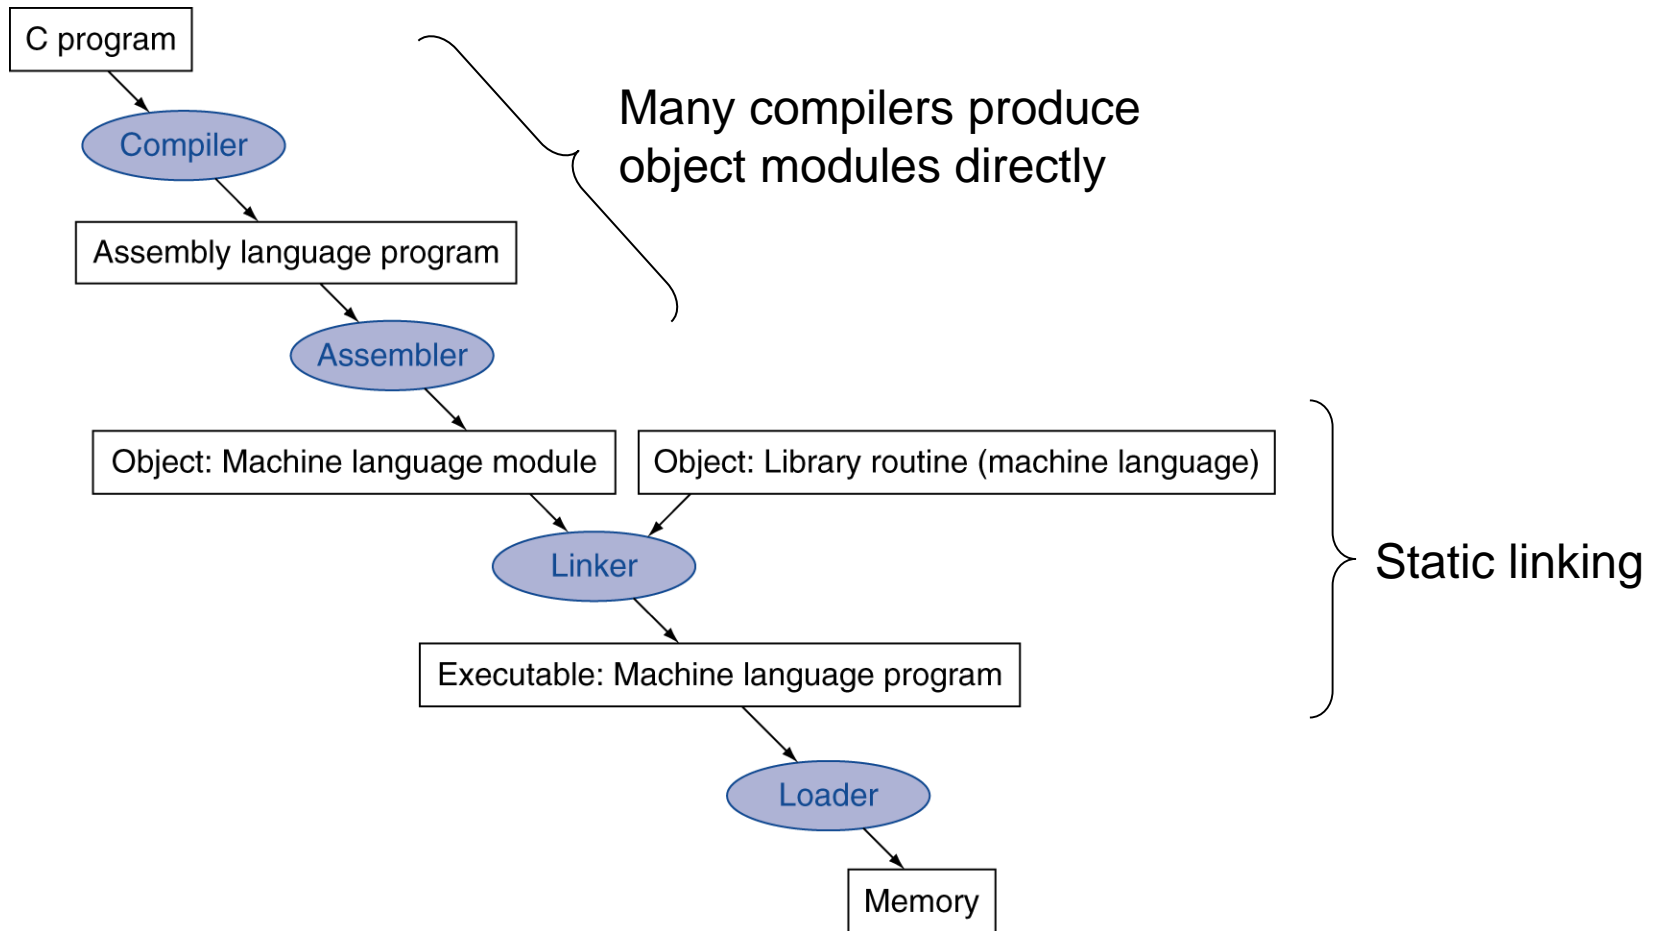 C program
Many compilers produce
object modules directly
Compiler
Assembly language program
Assembler
Object: Machine language module
Object: Library routine (machine language)
Linker
Static linking
Executable: Machine language program
Loader
Memory